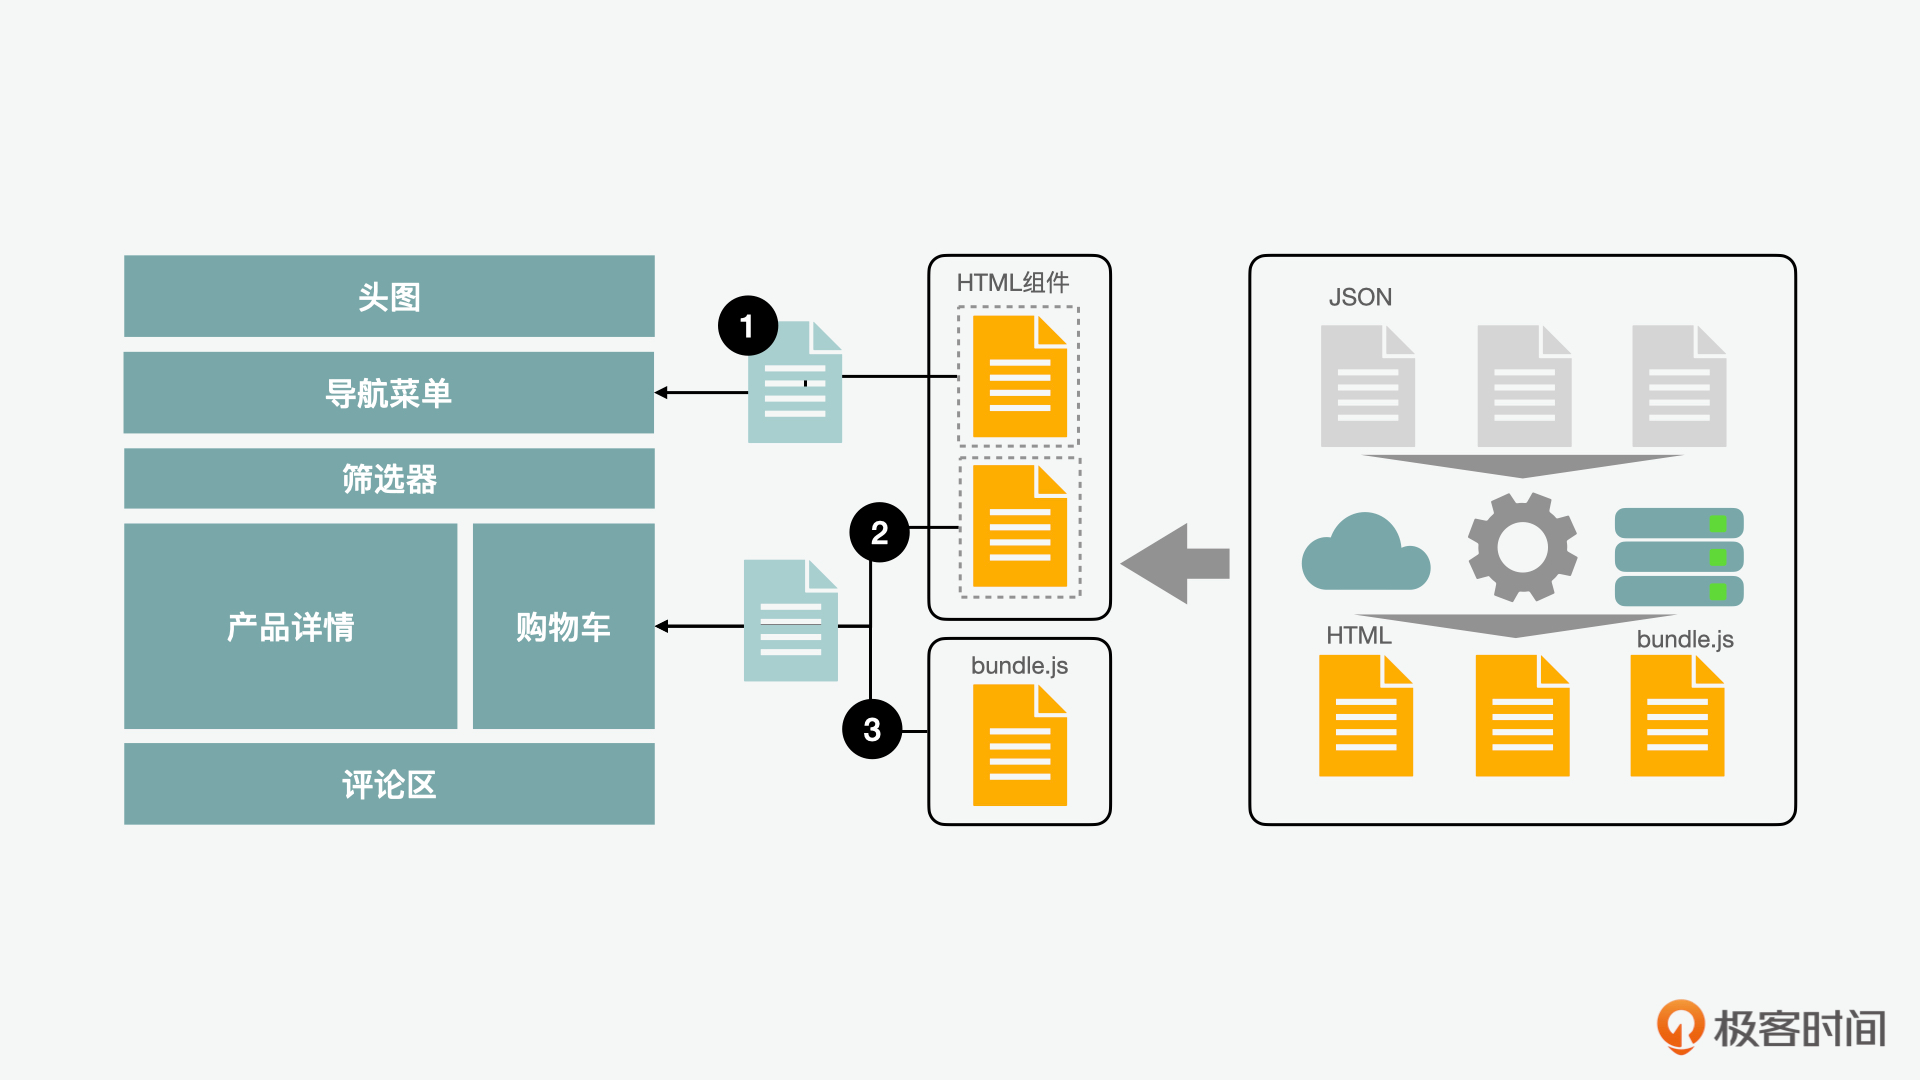 头图
导航菜单
筛选器
产品详情
购物车
评论区
1
2
3
HTML组件
bundle.js
JSON
HTML
bundle.js
极客时间